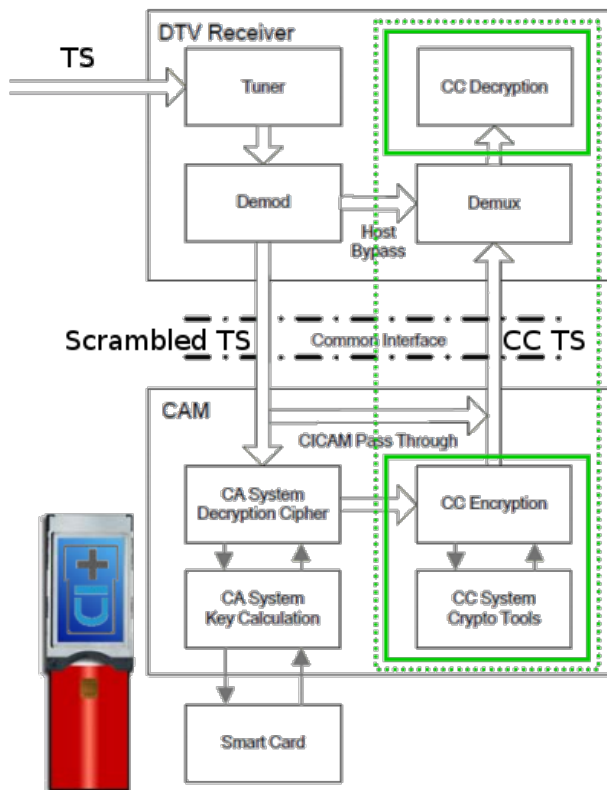 DTV Receiver
TS
Tuner
CC Decryption
Demod
Demux
Host
Bypass
Scrambled TS
Common Interface
CC TS
CAM
CICAM Pass Through
CA System
Decryption Cipher
CC Encryption
CA System
Key Calculation
CC System
Crypto Tools
Smart Card
CI+